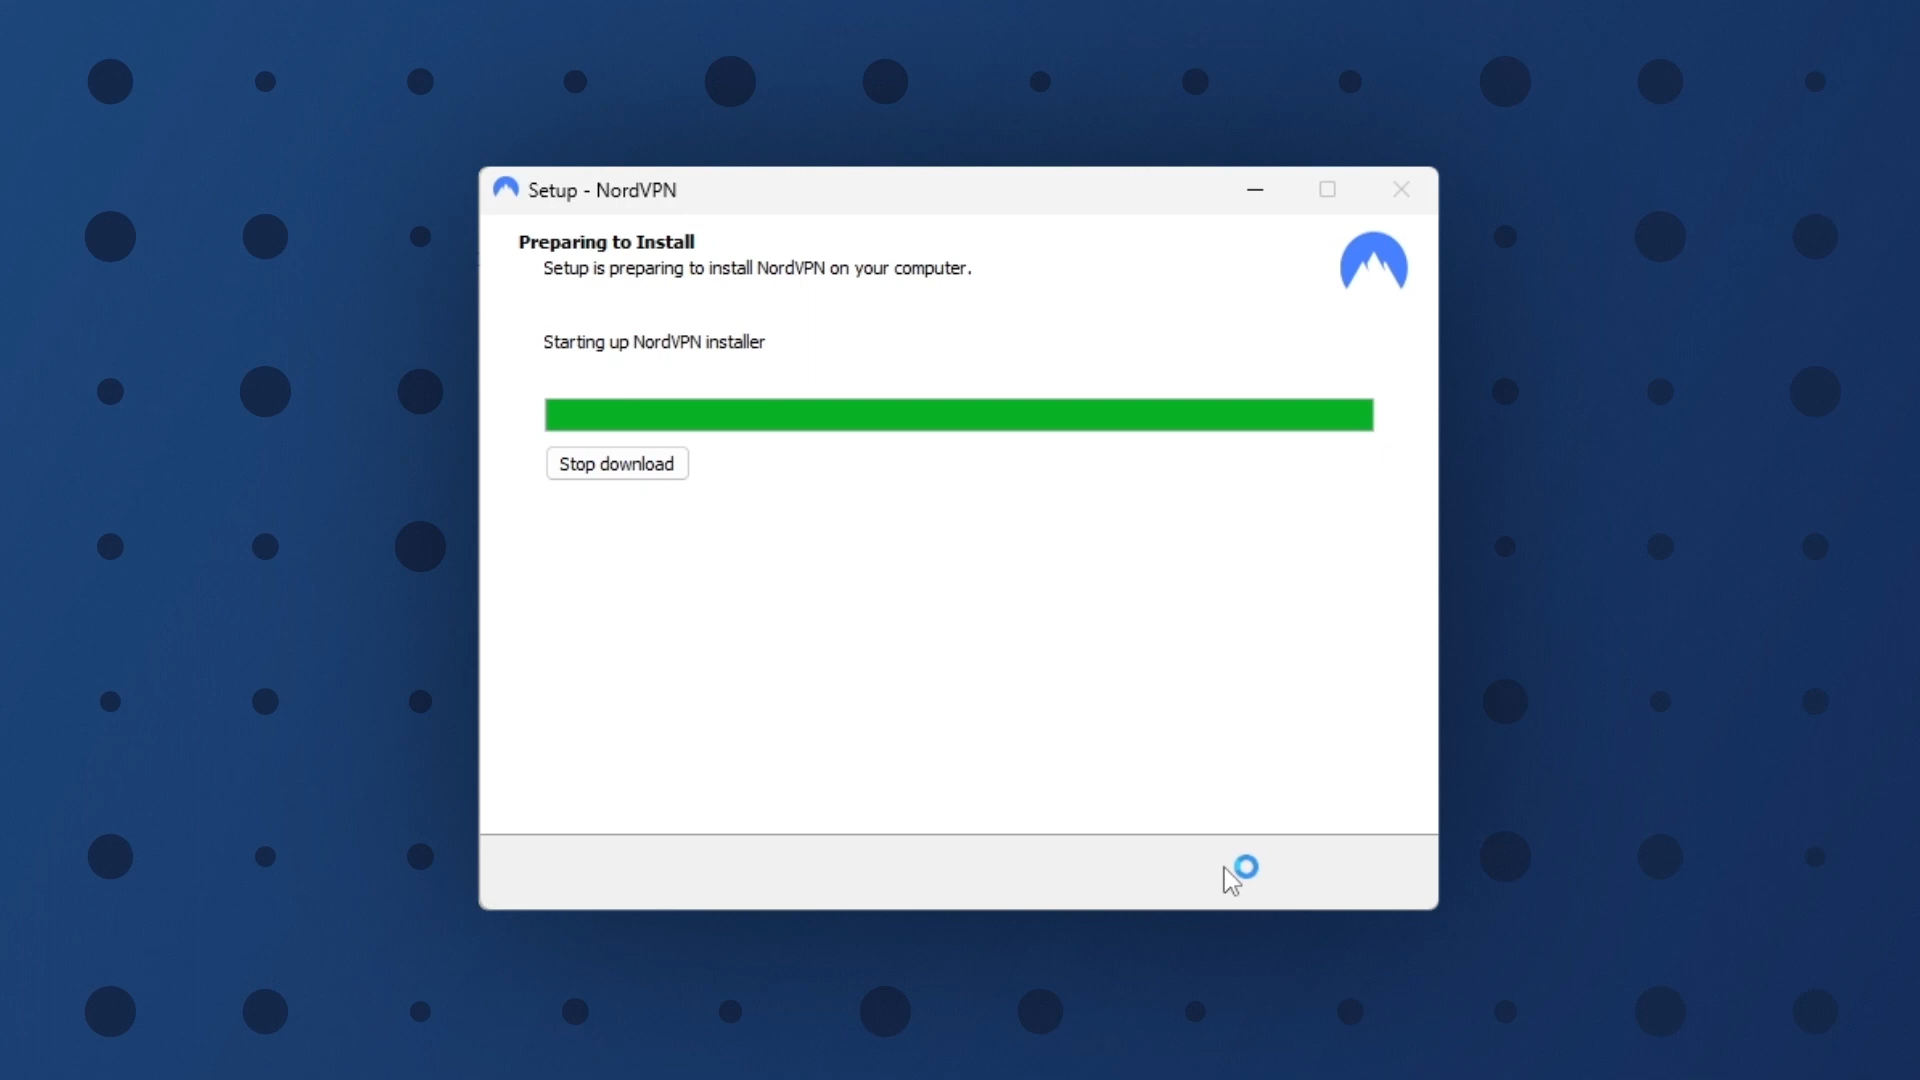 Setup - NordVPN
Preparing to Install
Setup is preparing to install NordVPN on your computer.
Starting up NordVPN installer
Stop download